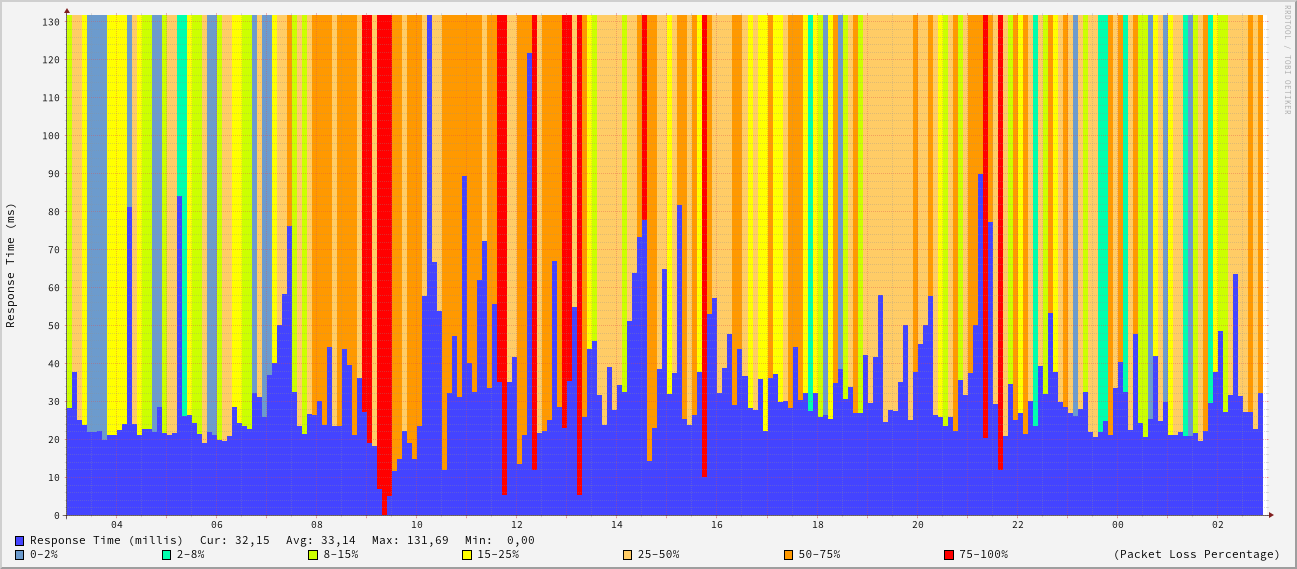 RRDTOOL / TOBI OETIKER
Response Time (ms)
130
120
110
100
90
80
70
60
50
40
30
20
10
0
04 06 08 10 12 14 16 18 20 22 00 02
Response Time (millis) Cur: 32,15 Avg: 33,14 Max: 131,69 Min: 0,00
0-2% 2-8% 8-15% 15-25% 25-50% 50-75% 75-100% (Packet Loss Percentage)